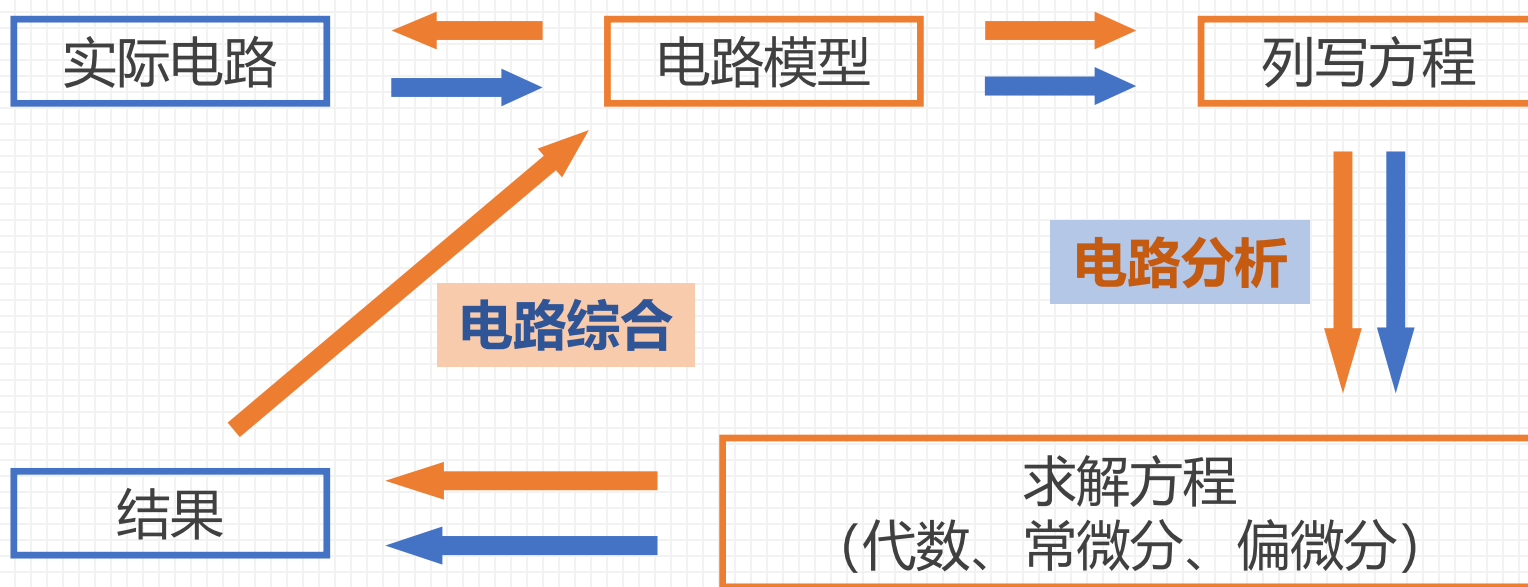 实际电路
电路模型
列写方程
电路分析
电路综合
结果
求解方程
(代数、常微分、偏微分)